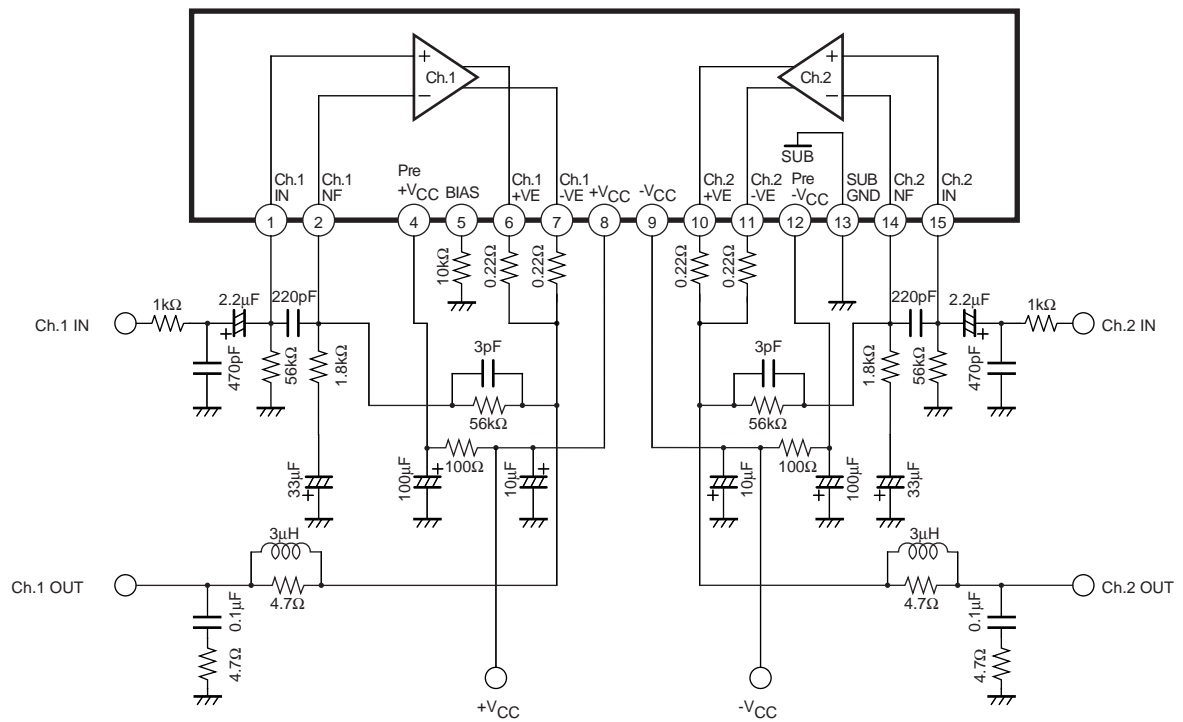 +
Ch.1
−
+
Ch.2
−
SUB
Ch.1 IN
Ch.1 NF
Pre +VCC
BIAS
Ch.1 +VE
Ch.1 -VE
+VCC
-VCC
Ch.2 +VE
Ch.2 -VE
Pre -VCC
SUB GND
Ch.2 NF
Ch.2 IN
1
2
4
5
6
7
8
9
10
11
12
13
14
15
10kΩ
0.22Ω
0.22Ω
0.22Ω
0.22Ω
Ch.1 IN
1kΩ
2.2µF
+
220pF
470pF
56kΩ
1.8kΩ
3pF
56kΩ
3pF
56kΩ
220pF
2.2µF
+
1kΩ
Ch.2 IN
1.8kΩ
56kΩ
470pF
33µF
+
100µF
+
100Ω
10µF
+
10µF
+
100Ω
100µF
+
33µF
+
Ch.1 OUT
3µH
4.7Ω
0.1µF
4.7Ω
3µH
4.7Ω
0.1µF
4.7Ω
Ch.2 OUT
+VCC
-VCC